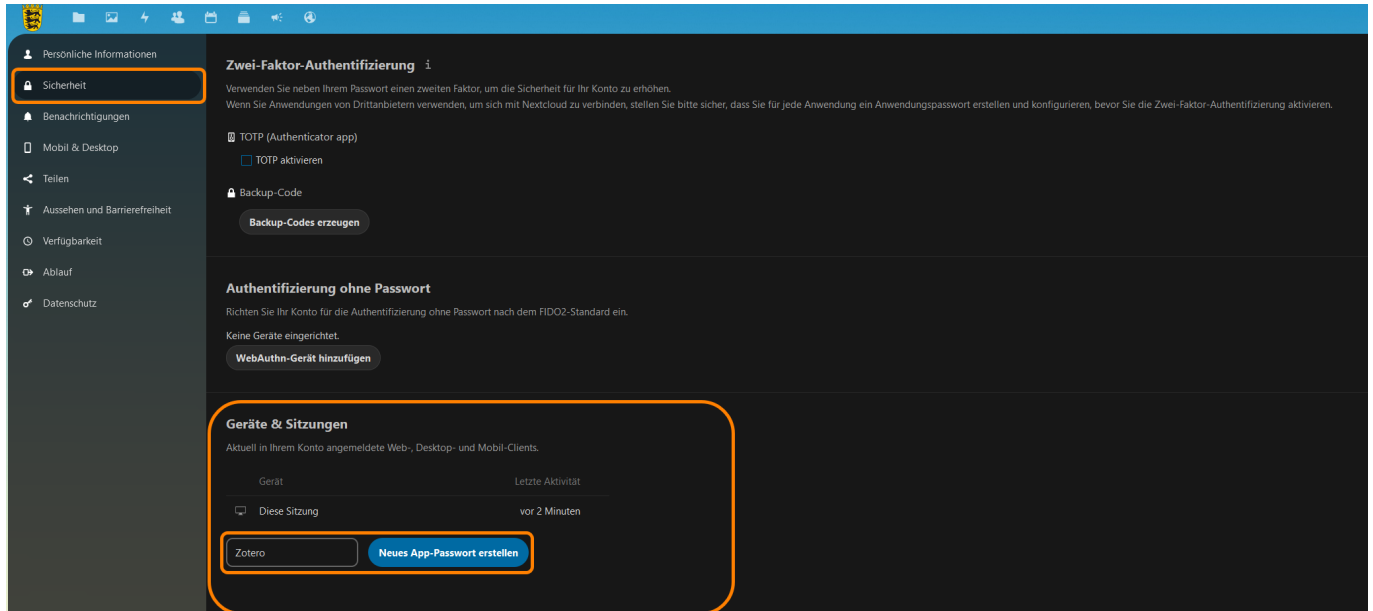 Persönliche Informationen
Sicherheit
Benachrichtigungen
Mobil & Desktop
Teilen
Aussehen und Barrierefreiheit
Verfügbarkeit
Ablauf
Datenschutz
Zwei-Faktor-Authentifizierung i
Verwenden Sie neben Ihrem Passwort einen zweiten Faktor, um die Sicherheit für Ihr Konto zu erhöhen.
Wenn Sie Anwendungen von Drittanbietern verwenden, um sich mit Nextcloud zu verbinden, stellen Sie bitte sicher, dass Sie für jede Anwendung ein Anwendungspasswort erstellen und konfigurieren, bevor Sie die Zwei-Faktor-Authentifizierung aktivieren.
TOTP (Authenticator app)
TOTP aktivieren
Backup-Code
Backup-Codes erzeugen
Authentifizierung ohne Passwort
Richten Sie Ihr Konto für die Authentifizierung ohne Passwort nach dem FIDO2-Standard ein.
Keine Geräte eingerichtet.
WebAuthn-Gerät hinzufügen
Geräte & Sitzungen
Aktuell in Ihrem Konto angemeldete Web-, Desktop- und Mobil-Clients.
Gerät Letzte Aktivität
Diese Sitzung vor 2 Minuten
Zotero Neues App-Passwort erstellen